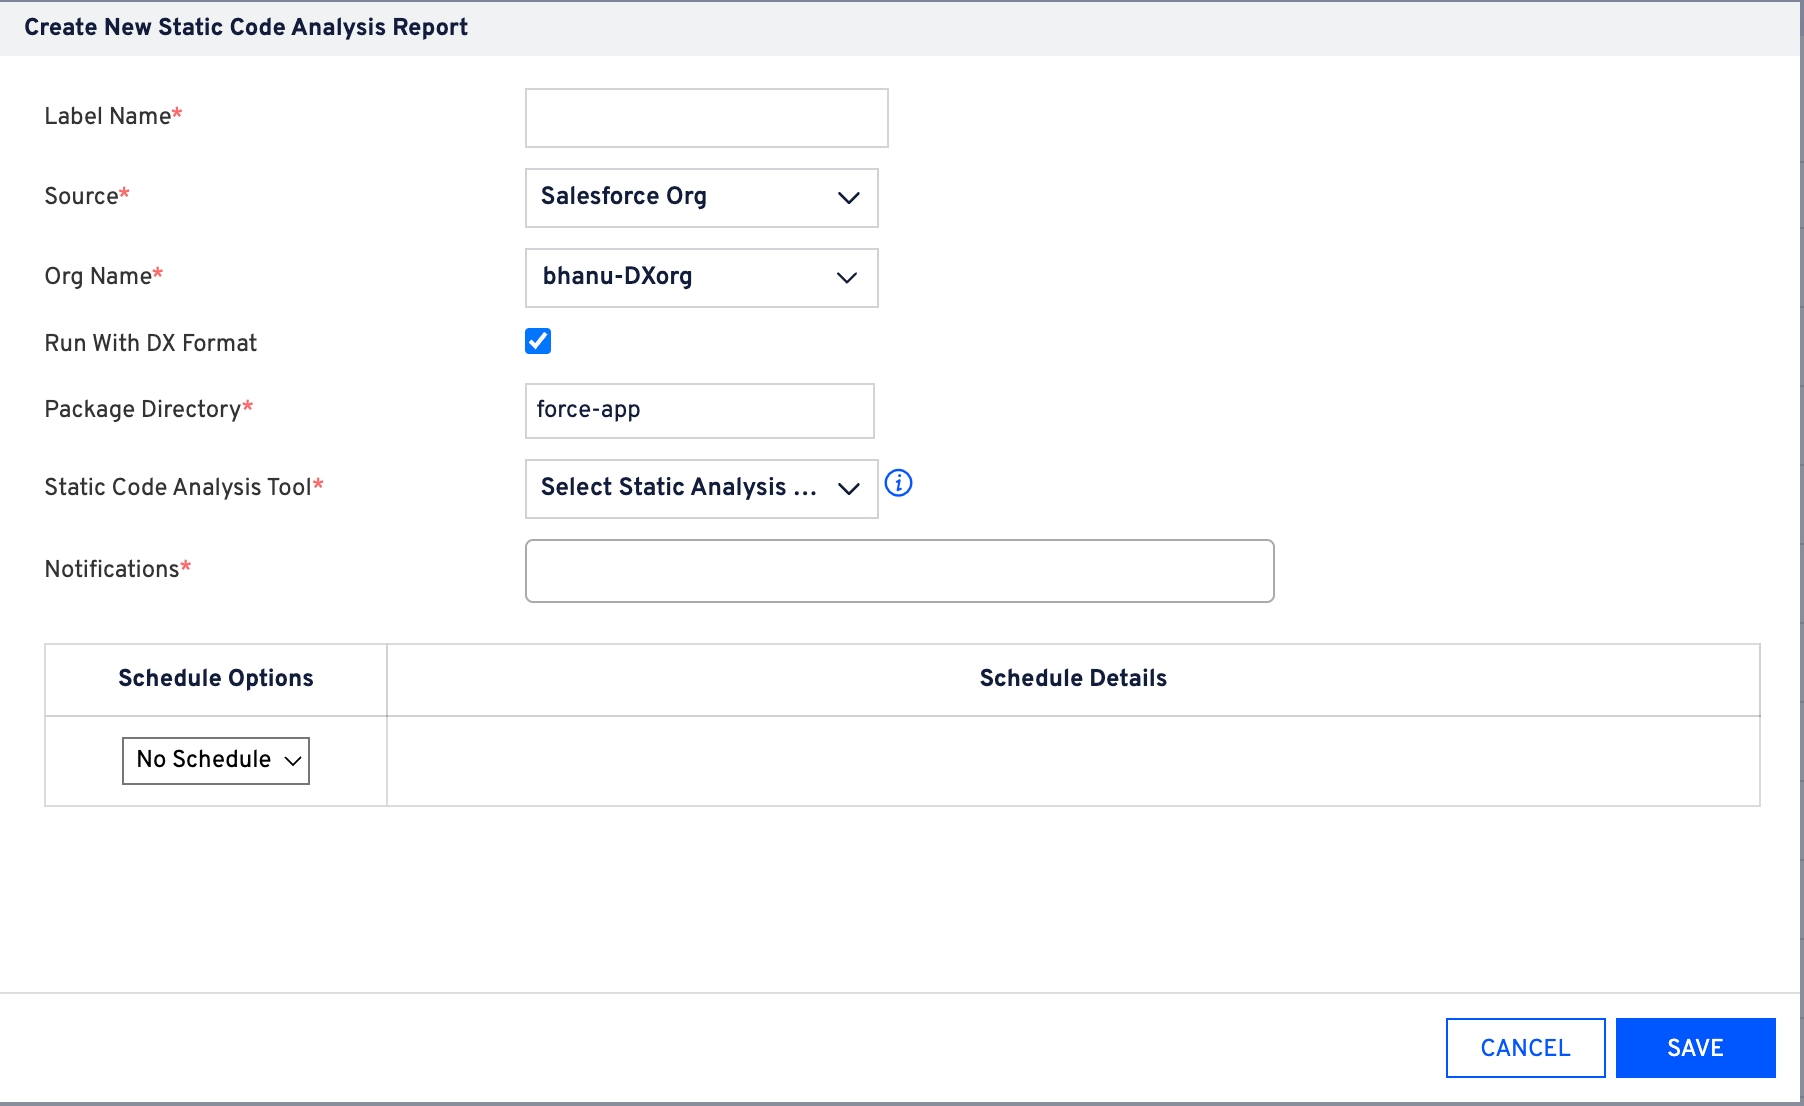 Create New Static Code Analysis Report
Label Name*
Source*
Salesforce Org
Org Name*
bhanu-DXorg
Run With DX Format
Package Directory*
force-app
Static Code Analysis Tool*
Select Static Analysis ...
i
Notifications*
Schedule Options
Schedule Details
No Schedule
CANCEL
SAVE